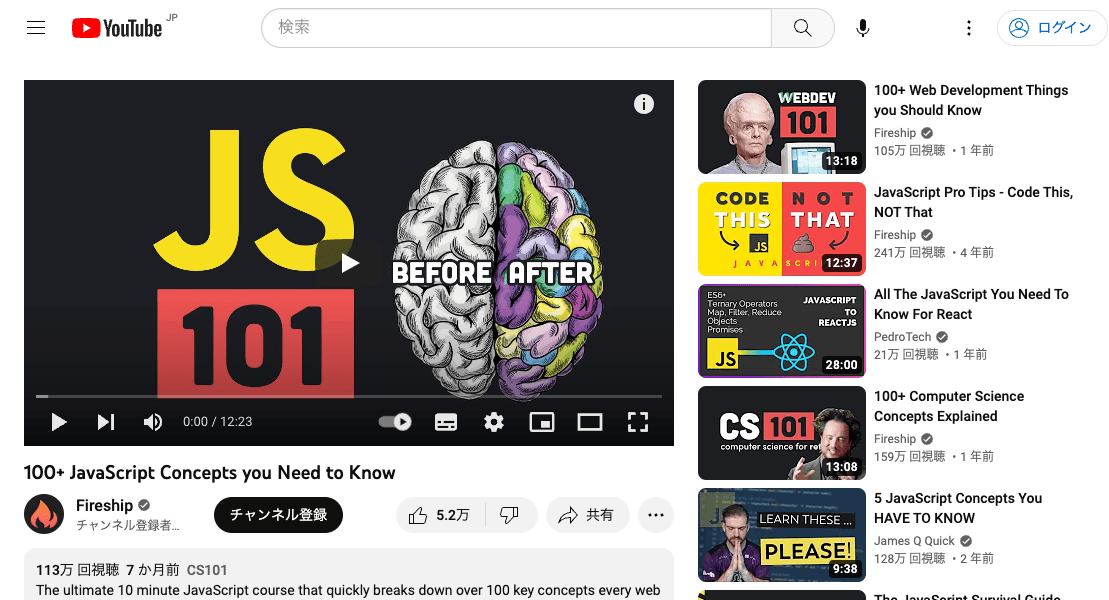 YouTube JP
検索
ログイン
JS
101
BEFORE AFTER
0:00 / 12:23
100+ JavaScript Concepts you Need to Know
Fireship
チャンネル登録者...
チャンネル登録
5.2万
共有
113万 回視聴 7 か月前 CS101
The ultimate 10 minute JavaScript course that quickly breaks down over 100 key concepts every web
WEBDEV
101
13:18
100+ Web Development Things
you Should Know
Fireship
105万 回視聴 ・1 年前
CODE NOT
THIS THAT
JS
JAVASCRI
12:37
JavaScript Pro Tips - Code This,
NOT That
Fireship
241万 回視聴 ・4 年前
ES6+
Ternary Operators
Map, Filter, Reduce
Objects
Promises
JAVASCRIPT
TO
REACTJS
JS
28:00
All The JavaScript You Need To
Know For React
PedroTech
21万 回視聴 ・1 年前
CS 101
computer science for
13:08
100+ Computer Science
Concepts Explained
Fireship
159万 回視聴 ・1 年前
LEARN THESE ...
PLEASE!
9:38
5 JavaScript Concepts You
HAVE TO KNOW
James Q Quick
128万 回視聴 ・2 年前
The JavaScript Survival Guide